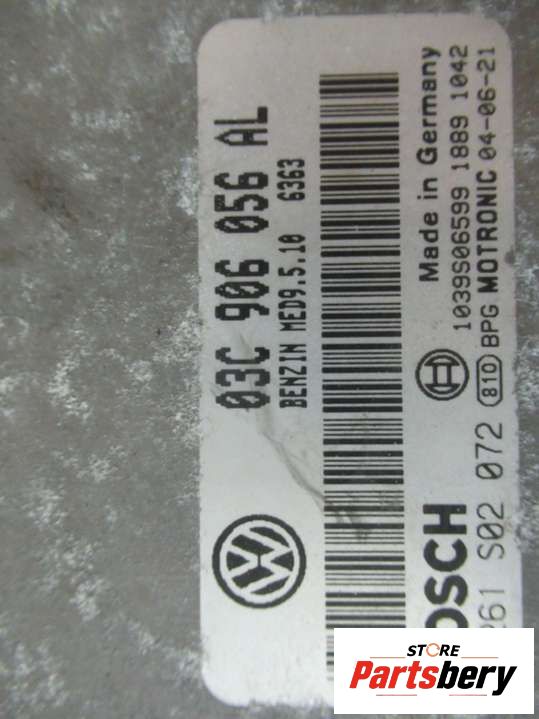 03C 906 056 AL
BENZIN MED9.5.10 6363
Made in Germany
1039S06599 1889 1042
810 BPG MOTRONIC 04-06-21
OSCH
261 S02 072
STORE
Partsbery